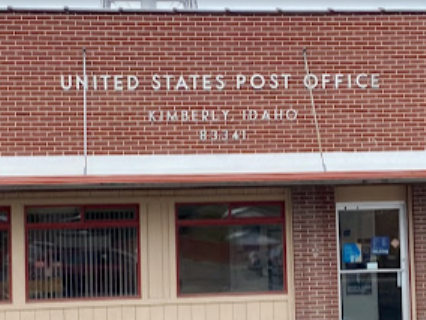 UNITED STATES POST OFFICE
KIMBERLY, IDAHO
83341